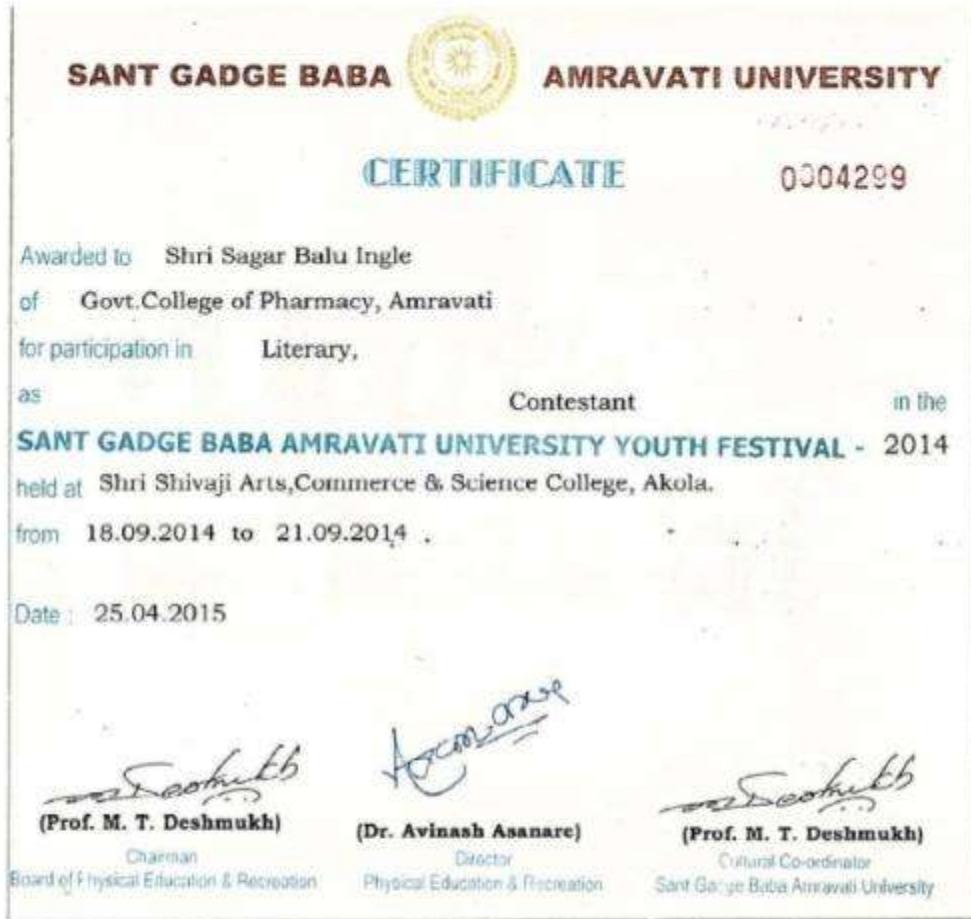 SANT GADGE BABA AMRAVATI UNIVERSITY
CERTIFICATE 0004299
Awarded to Shri Sagar Balu Ingle
of Govt.College of Pharmacy, Amravati
for participation in Literary,
as Contestant in the
SANT GADGE BABA AMRAVATI UNIVERSITY YOUTH FESTIVAL - 2014
held at Shri Shivaji Arts,Commerce & Science College, Akola.
from 18.09.2014 to 21.09.2014 .
Date : 25.04.2015
(Prof. M. T. Deshmukh) (Dr. Avinash Asanare) (Prof. M. T. Deshmukh)
Chairman Director Cultural Co-ordinator
Board of Physical Education & Recreation Physical Education & Recreation Sant Gadge Baba Amravati University